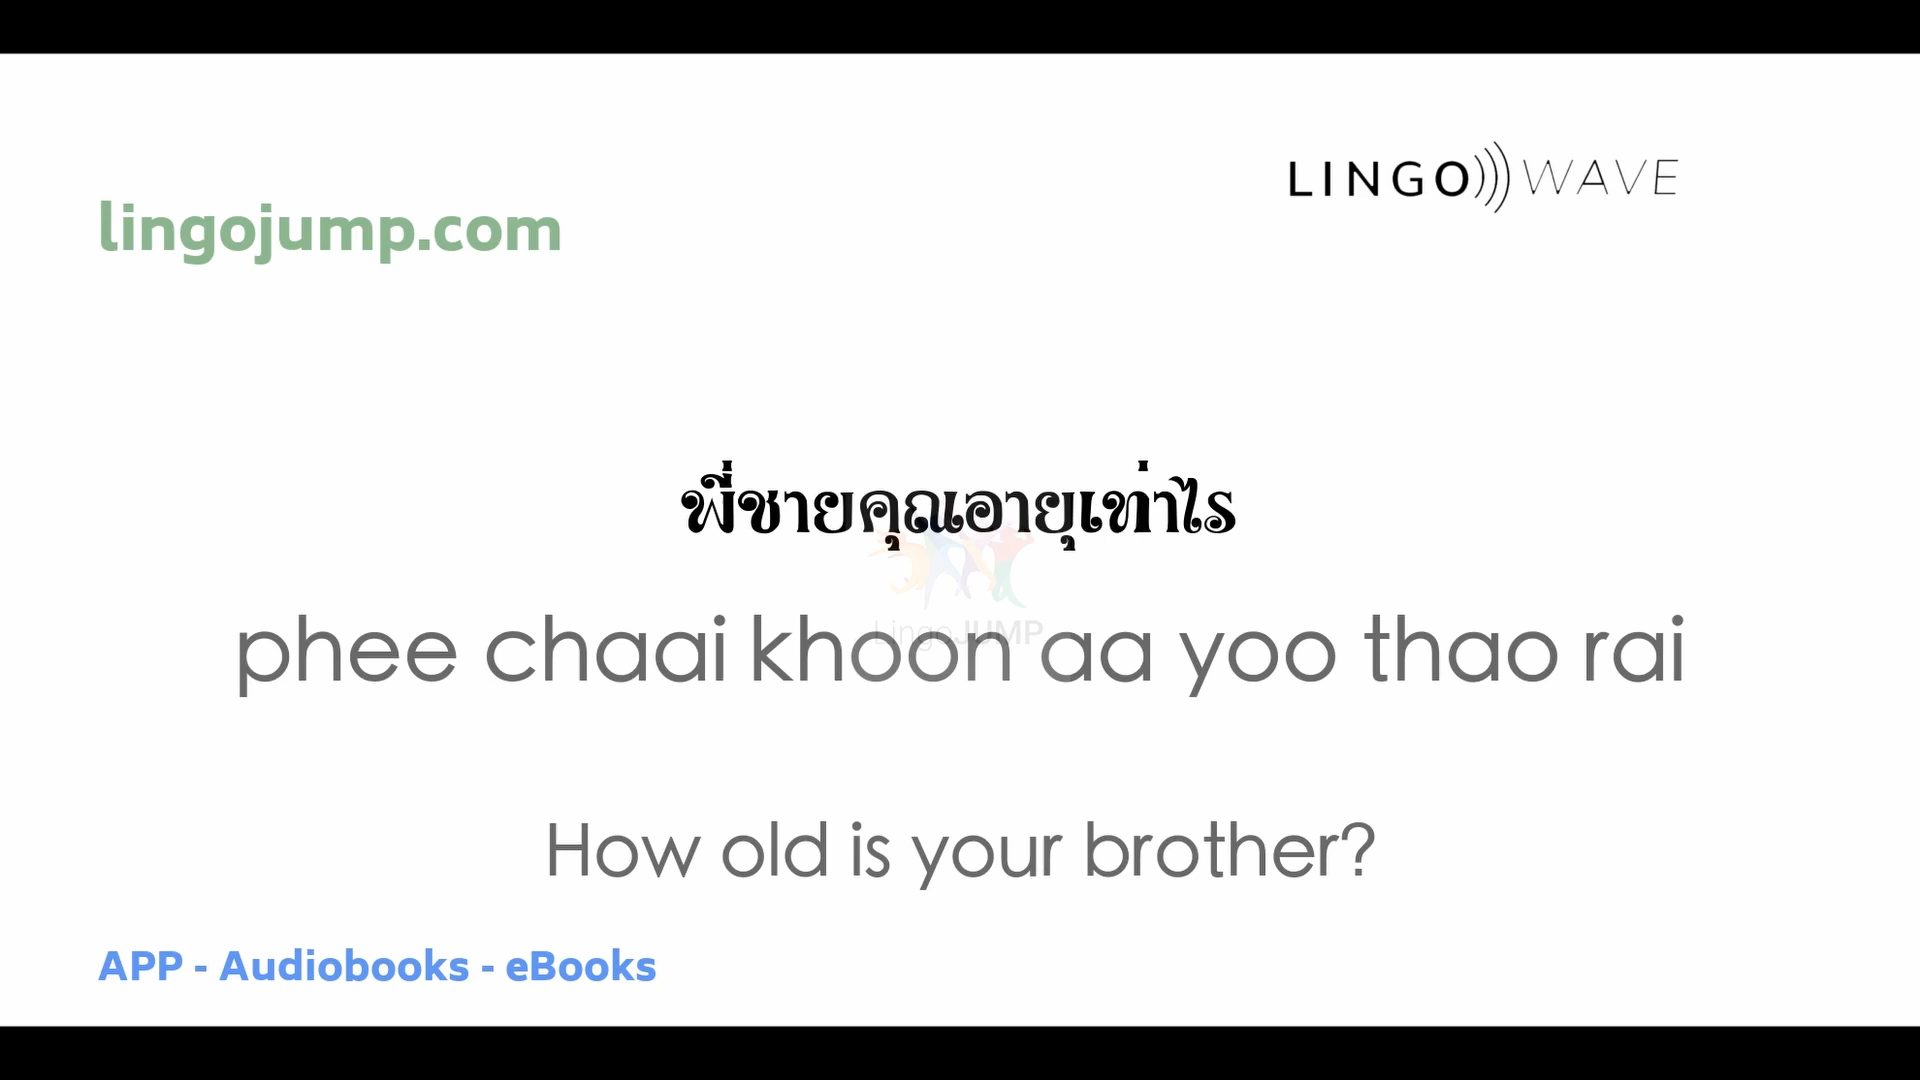 LINGO WAVE
lingojump.com
พี่ชายคุณอายุเท่าไร
LingoJUMP
phee chaai khoon aa yoo thao rai
How old is your brother?
APP - Audiobooks - eBooks